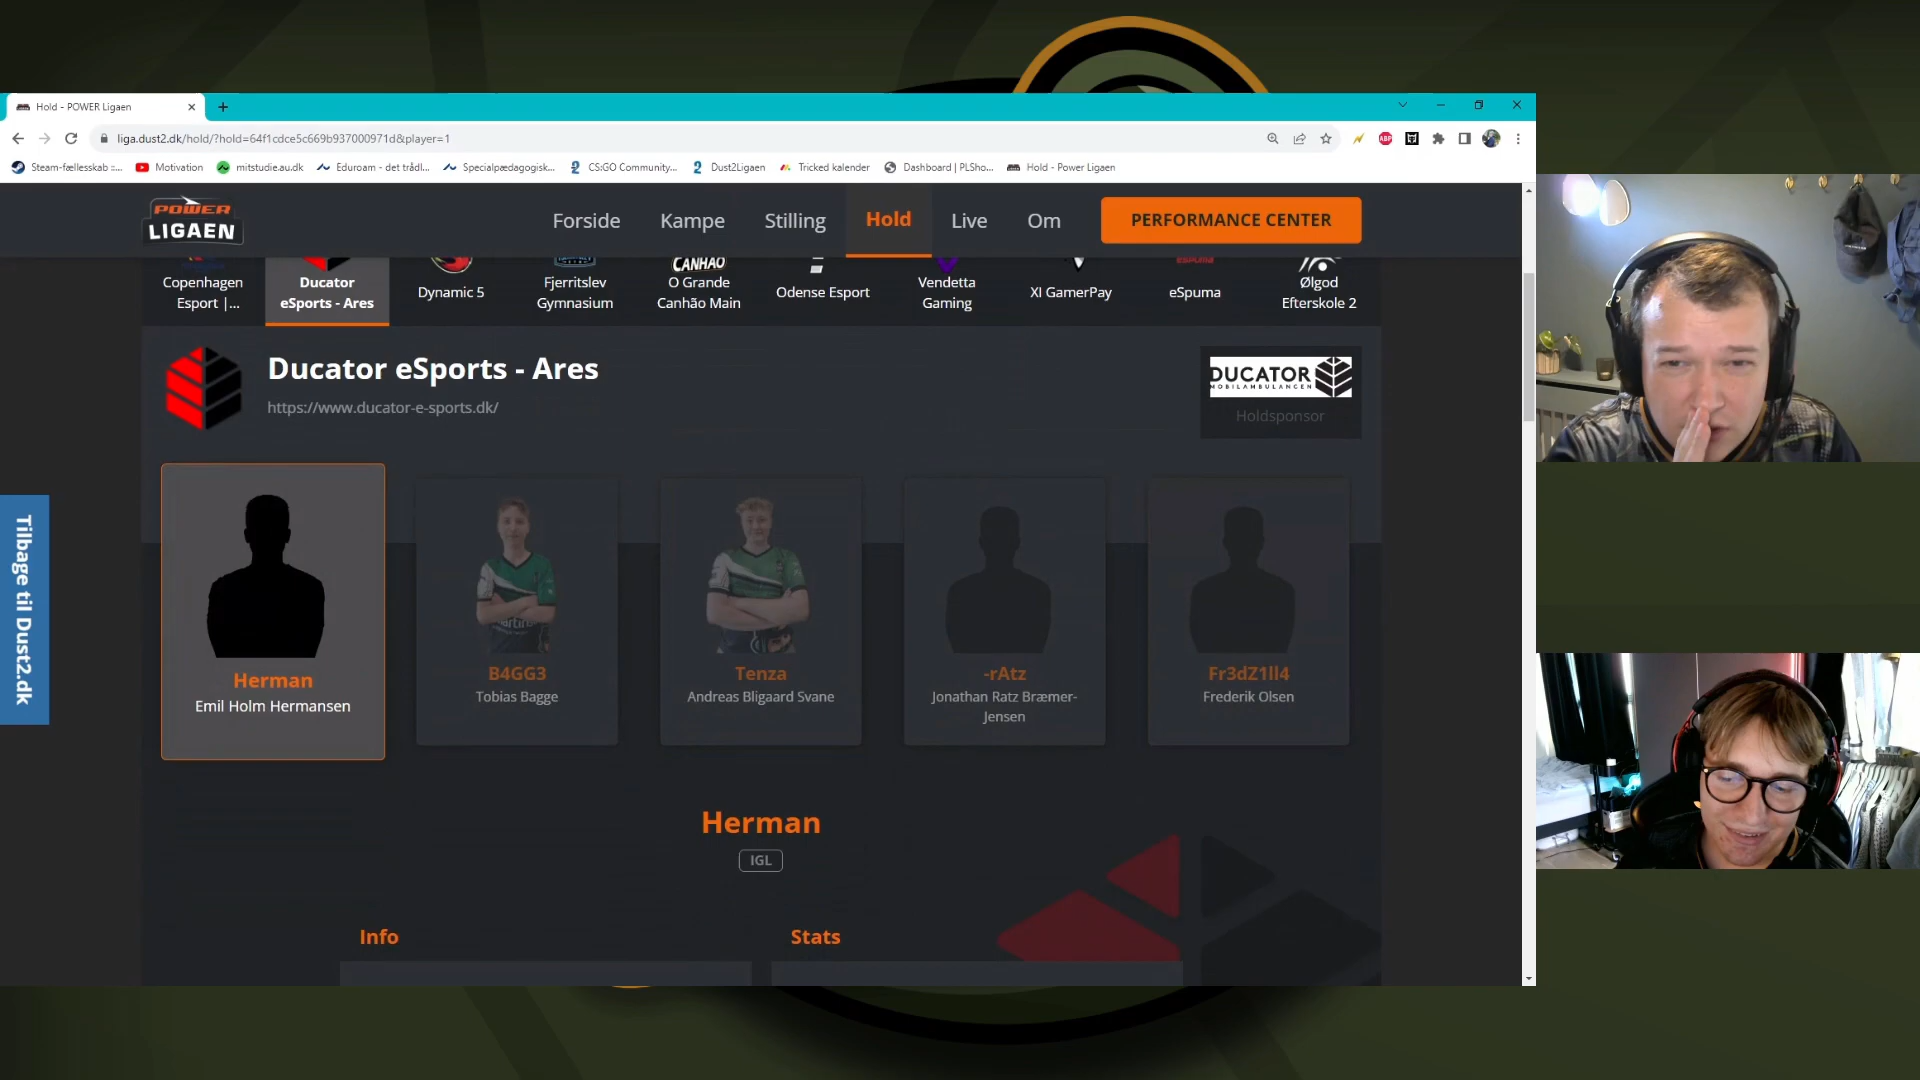 Hold - POWER Ligaen
liga.dust2.dk/hold/?hold=64f1cdce5c669b937000971d&player=1
Steam-fællesskab ::...
Motivation
mitstudie.au.dk
Eduroam - det trådl...
Specialpædagogisk...
CS:GO Community...
Dust2Ligaen
Tricked kalender
Dashboard | PLSho...
Hold - Power Ligaen
POWER
LIGAEN
Forside
Kampe
Stilling
Hold
Live
Om
PERFORMANCE CENTER
Copenhagen
Esport |...
Ducator
eSports - Ares
Dynamic 5
Fjerritslev
Gymnasium
CANHÃO
O Grande
Canhão Main
Odense Esport
Vendetta
Gaming
XI GamerPay
ESPUMA
eSpuma
Ølgod
Efterskole 2
Ducator eSports - Ares
https://www.ducator-e-sports.dk/
DUCATOR
MOBILAMBULANCEN
Holdsponsor
Tilbage til Dust2.dk
Herman
Emil Holm Hermansen
B4GG3
Tobias Bagge
Tenza
Andreas Bligaard Svane
-rAtz
Jonathan Ratz Bræmer-
Jensen
Fr3dZ1ll4
Frederik Olsen
Herman
IGL
Info
Stats